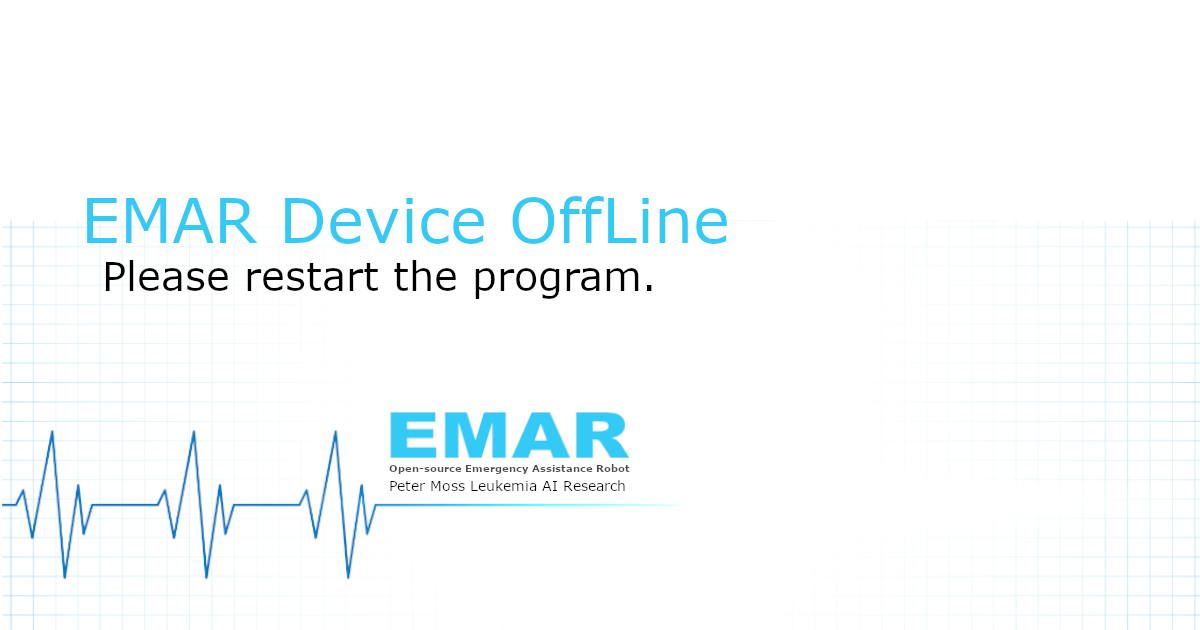 EMAR Device OffLine
Please restart the program.
EMAR
Open-source Emergency Assistance Robot
Peter Moss Leukemia AI Research